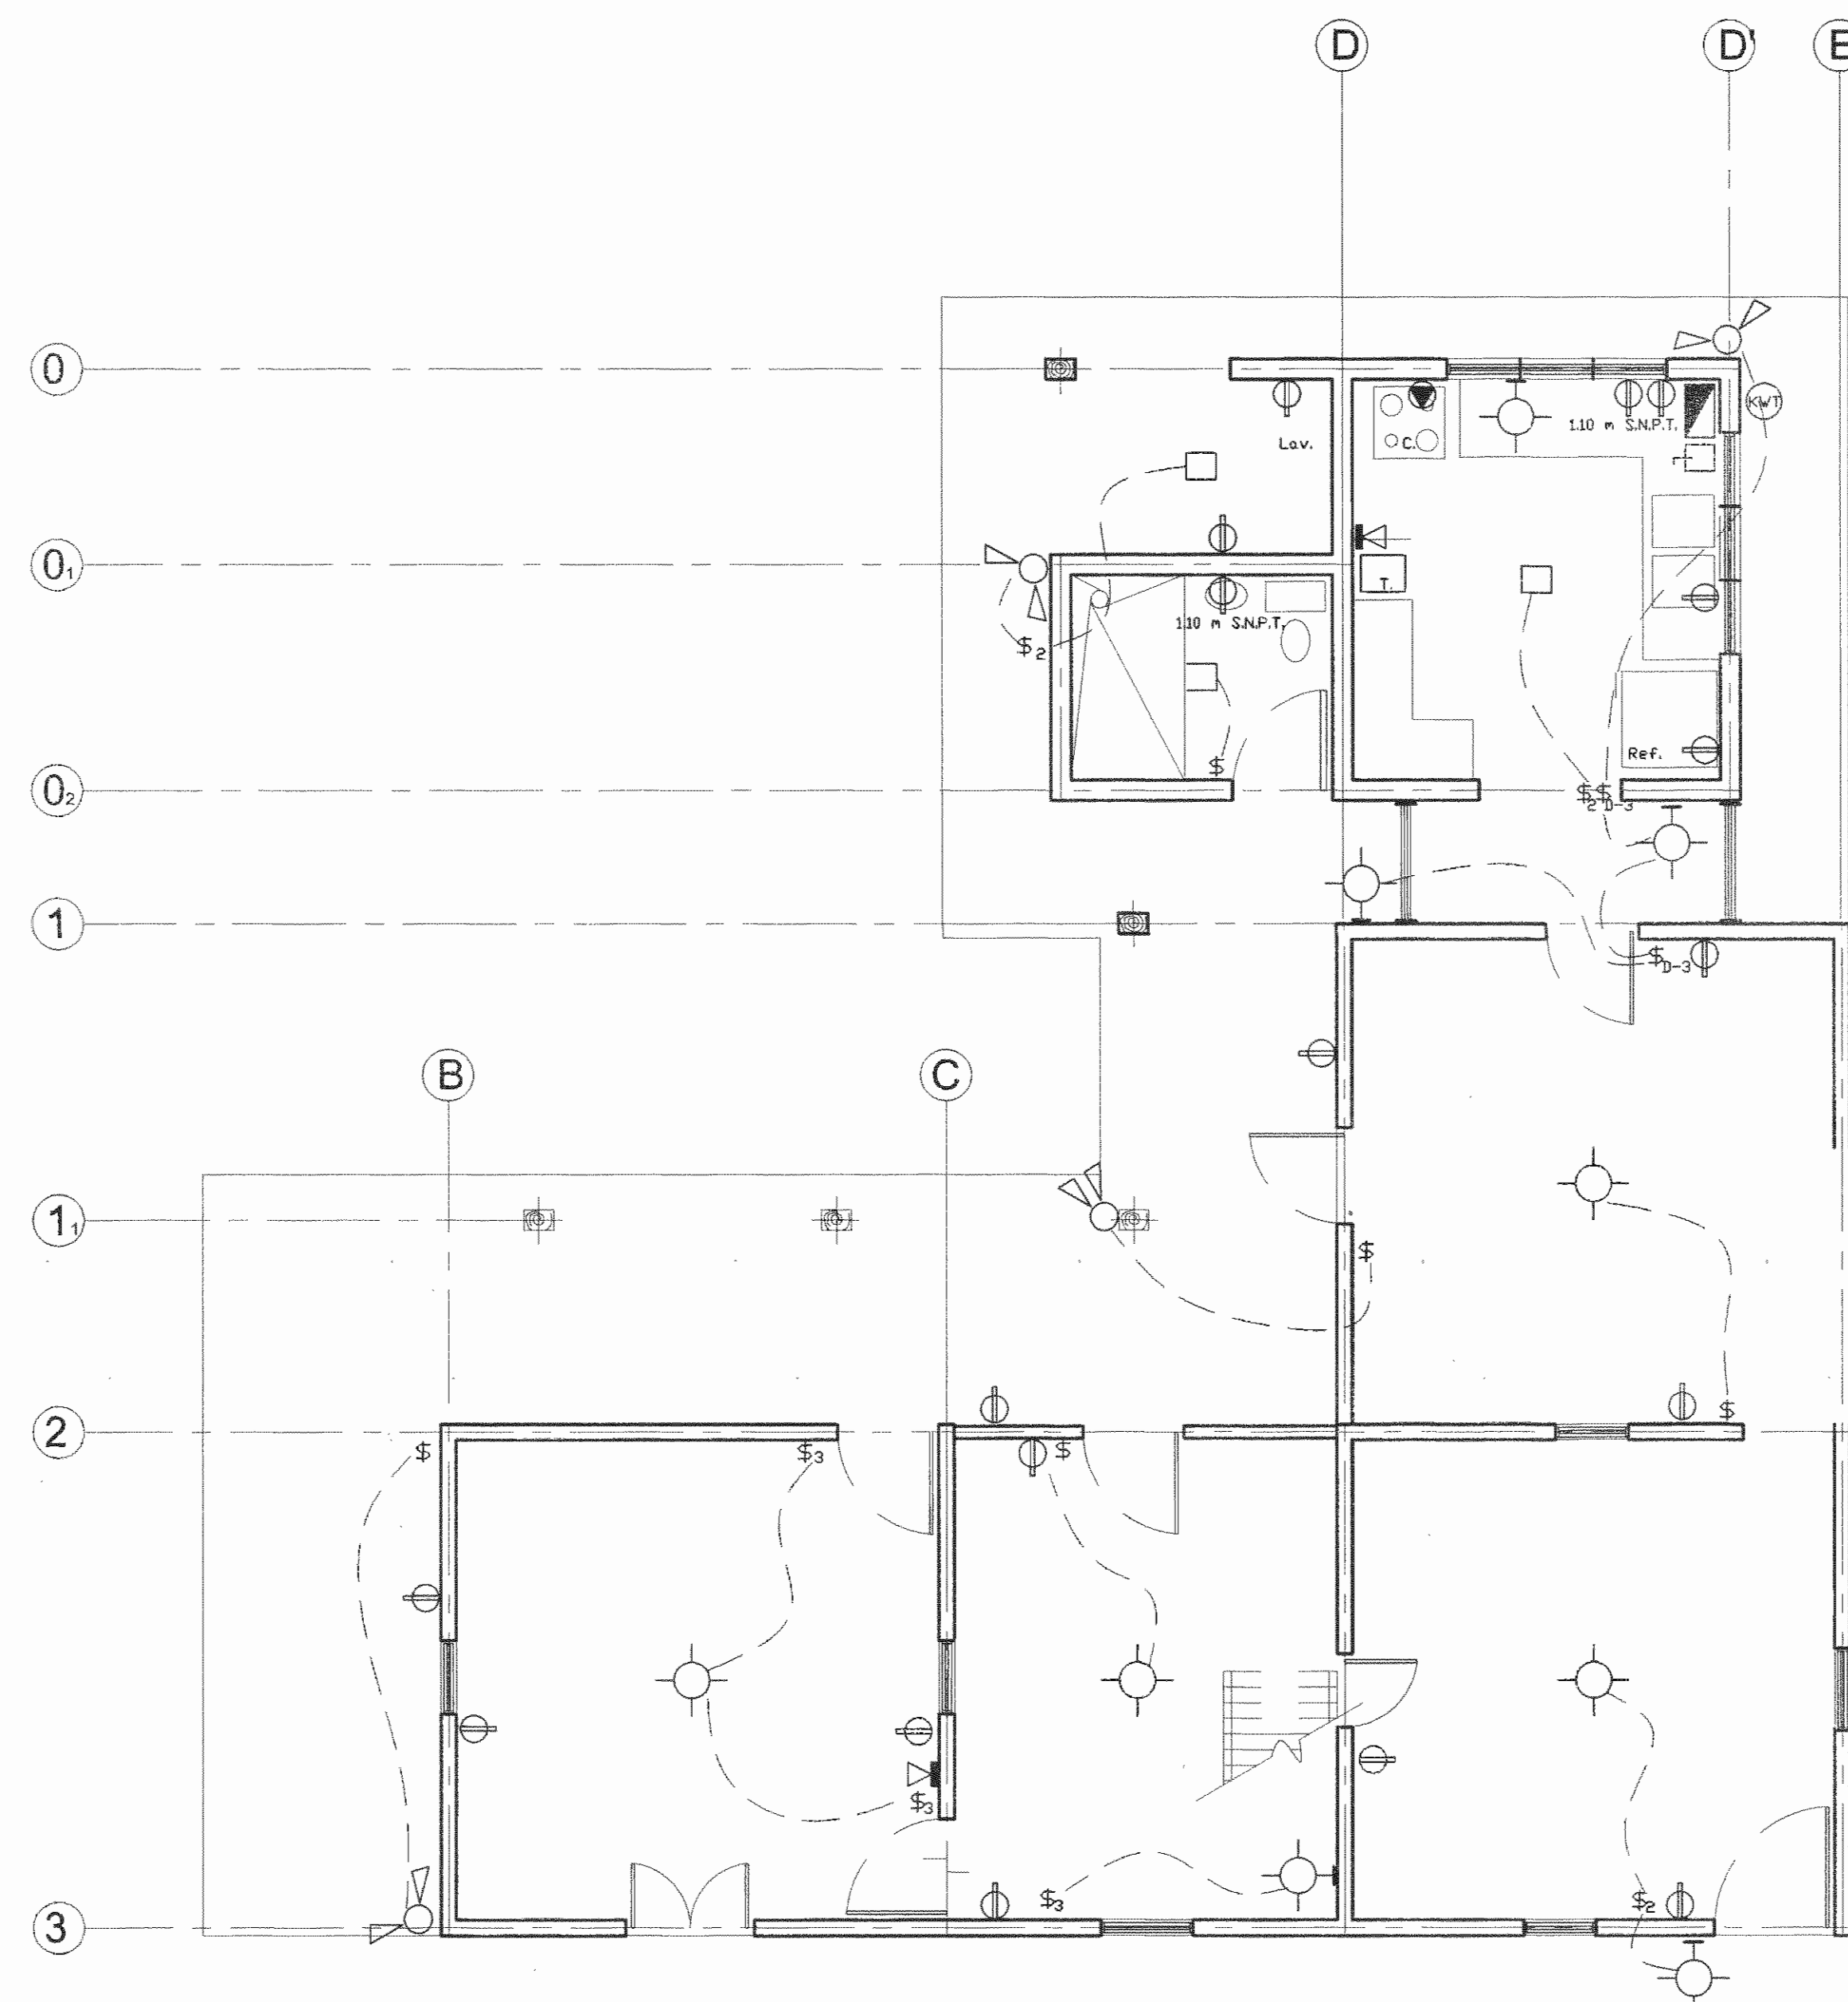 D D' E
0
KWT
1.10 m S.N.P.T.
Lav.
C.
0₁
T.
1.10 m S.N.P.T.
$₂
Ref.
$
0₂
$₂ $D-3
1
$D-3
B C
1₁
$
$
2
$ $₃ $
$₃
$₃ $₂
3